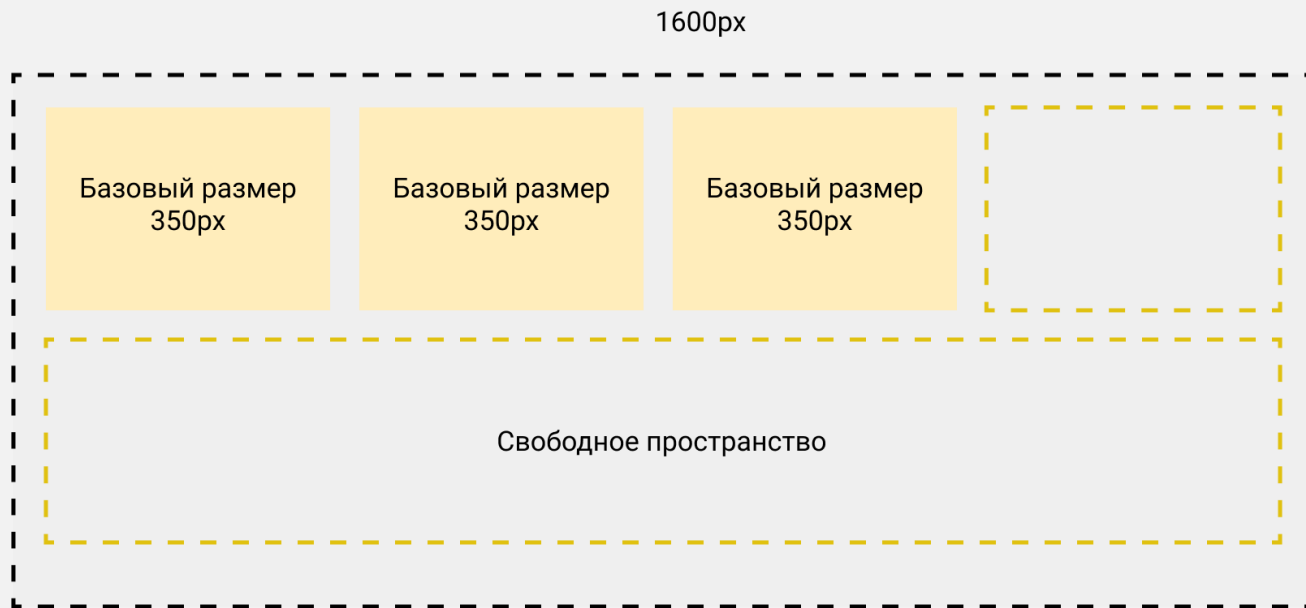 1600px
Базовый размер
350px
Базовый размер
350px
Базовый размер
350px
Свободное пространство